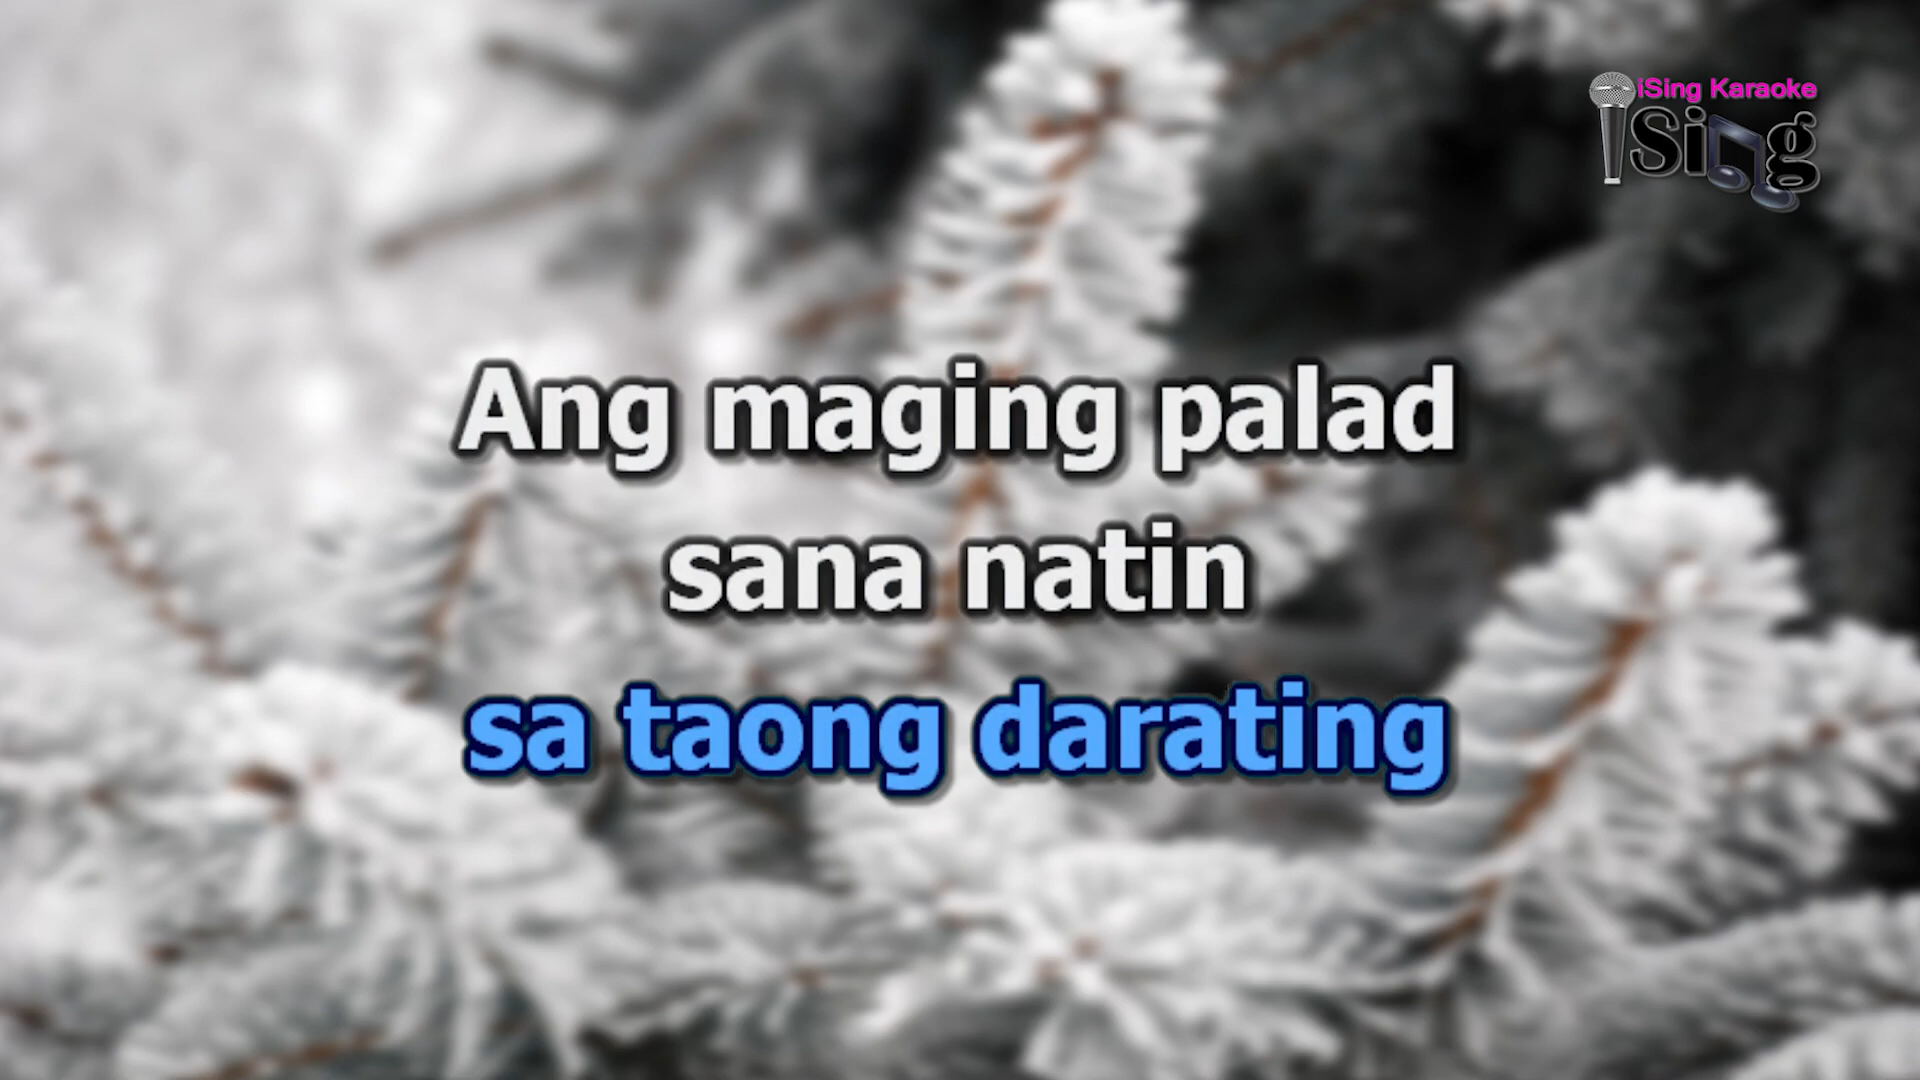 iSing Karaoke
iSing
Ang maging palad
sana natin
sa taong darating